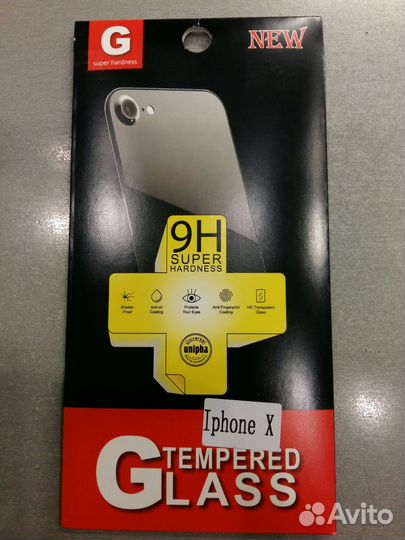 G
super hardness
NEW
9H
SUPER
HARDNESS
Shatter-
Proof
Anti-oil
Coating
Protects
Your Eyes
Anti-Fingerprint
Coating
HD Transparent
Glass
unipha
Iphone X
TEMPERED
GLASS
Avito